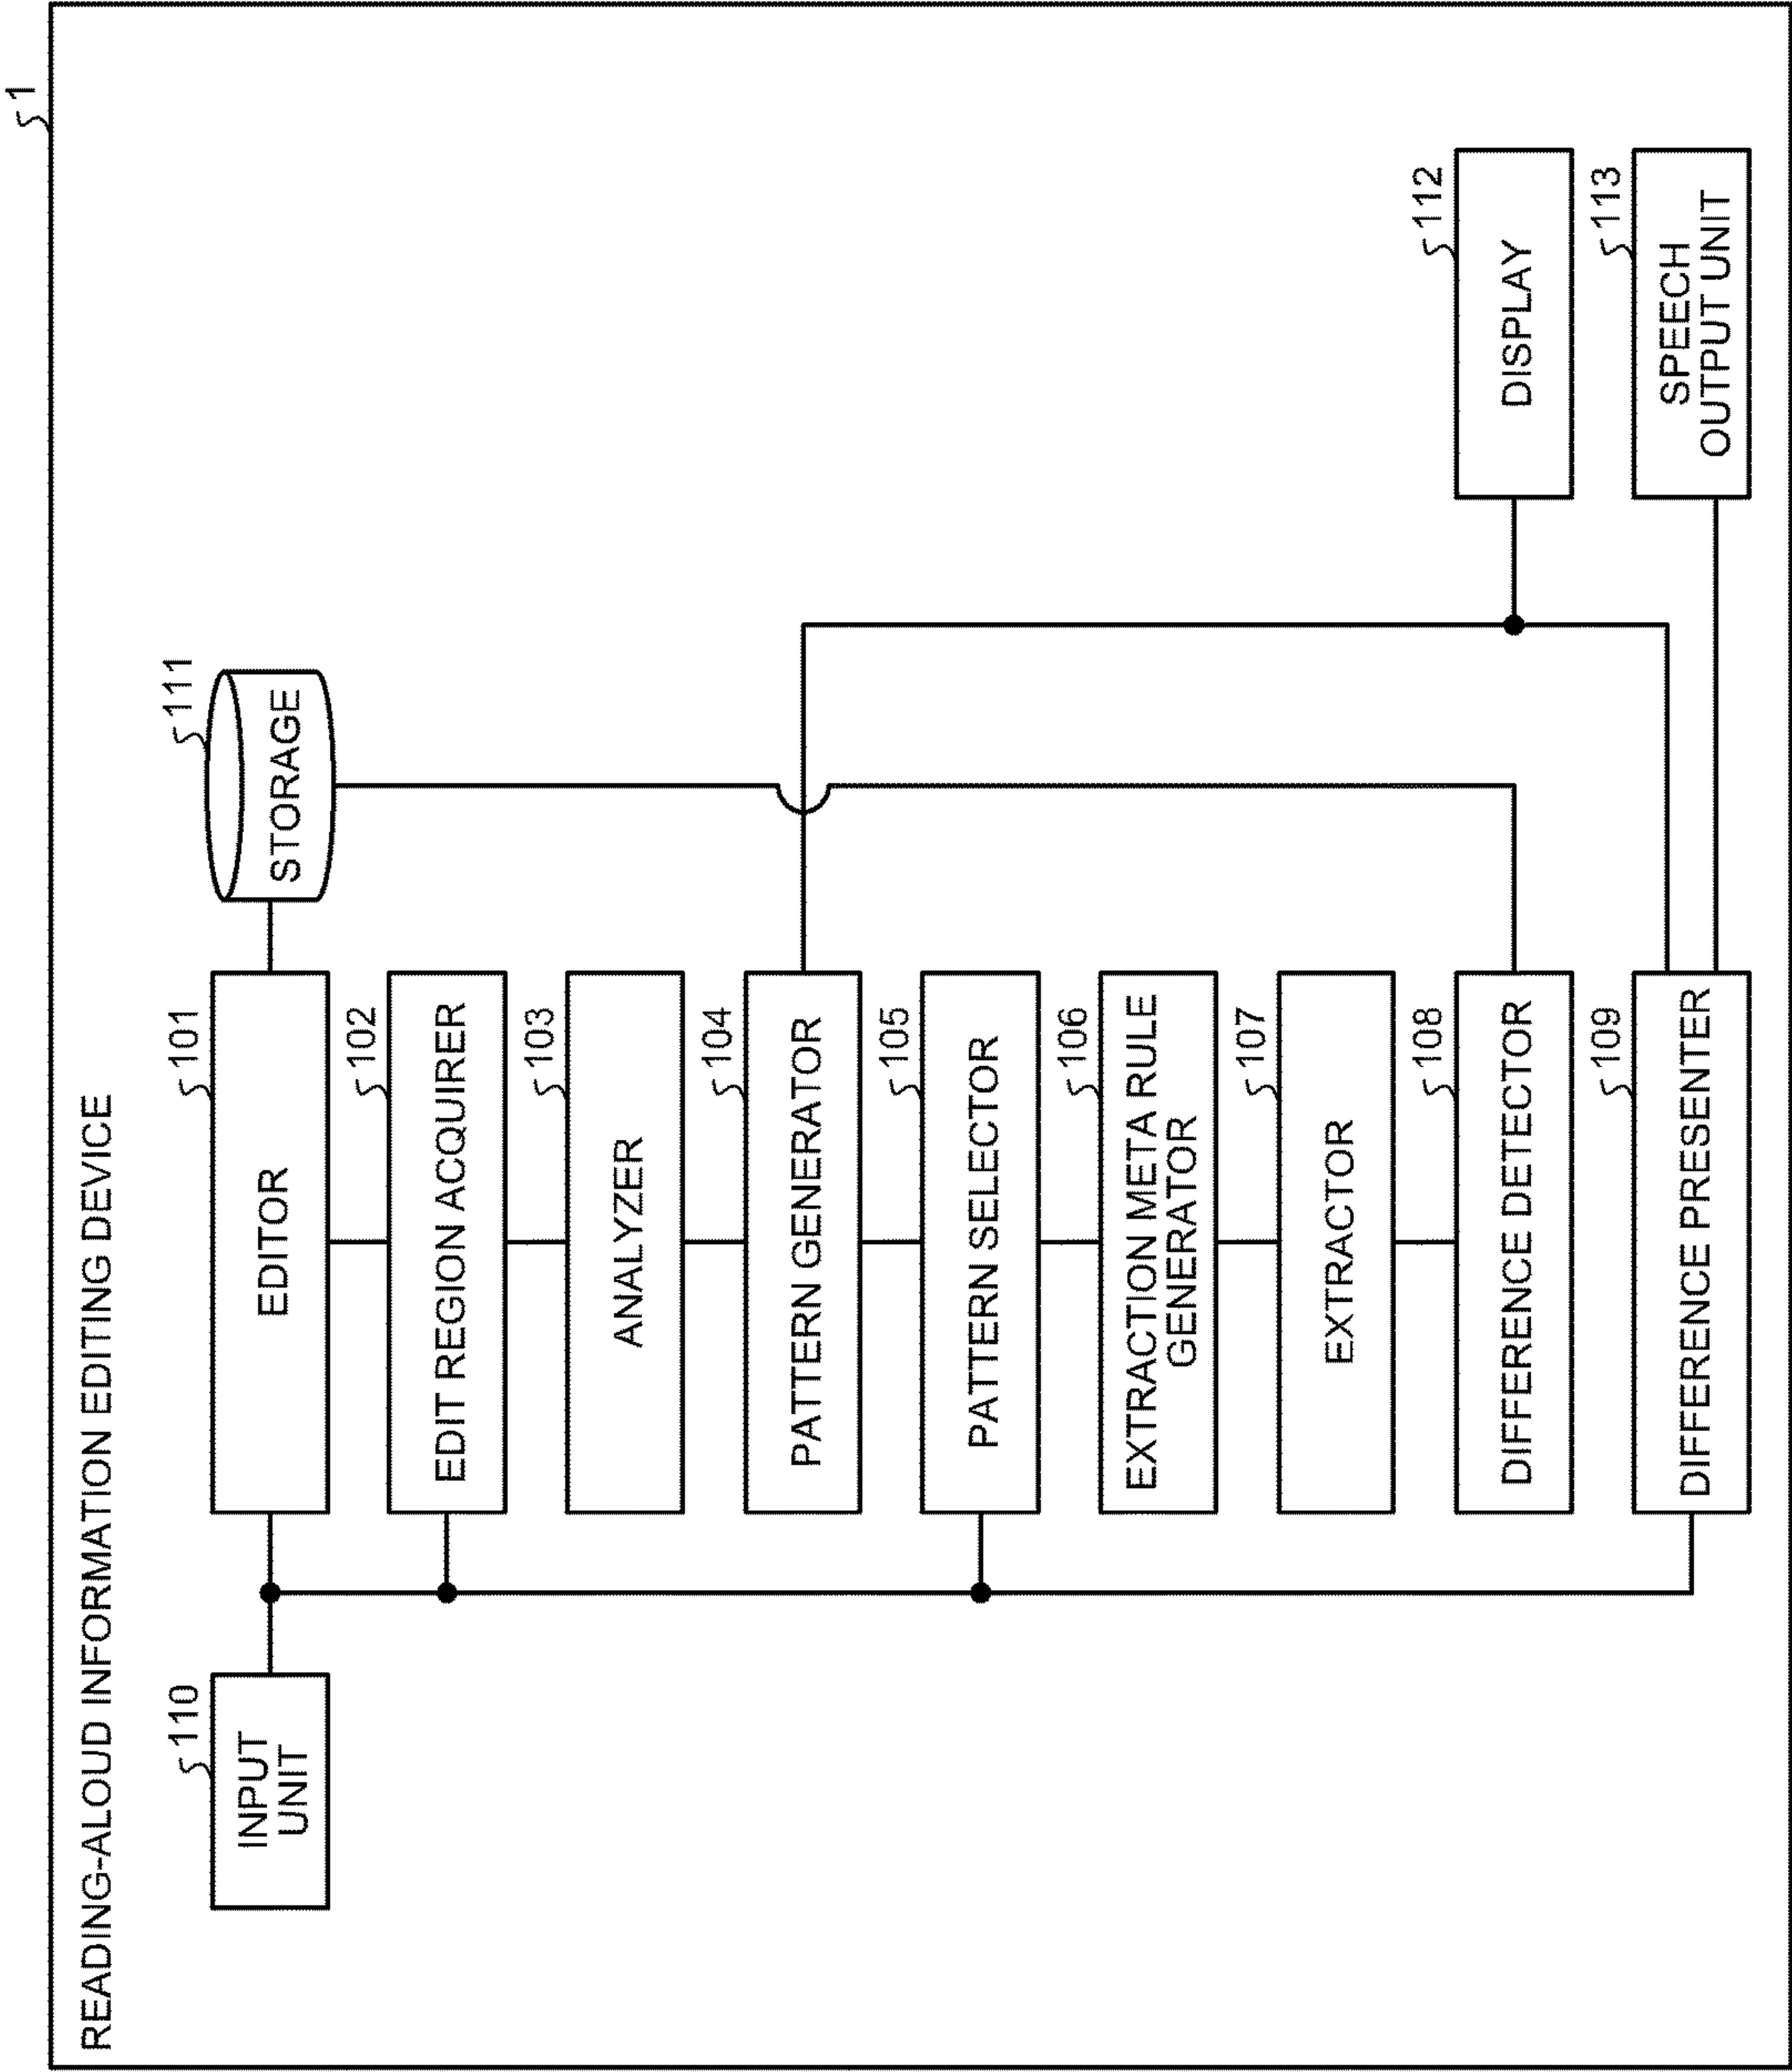 1
READING-ALOUD INFORMATION EDITING DEVICE
110
INPUT
UNIT
101
EDITOR
111
STORAGE
102
EDIT REGION ACQUIRER
103
ANALYZER
104
PATTERN GENERATOR
105
PATTERN SELECTOR
106
EXTRACTION META RULE
GENERATOR
107
EXTRACTOR
108
DIFFERENCE DETECTOR
112
DISPLAY
109
DIFFERENCE PRESENTER
113
SPEECH
OUTPUT UNIT